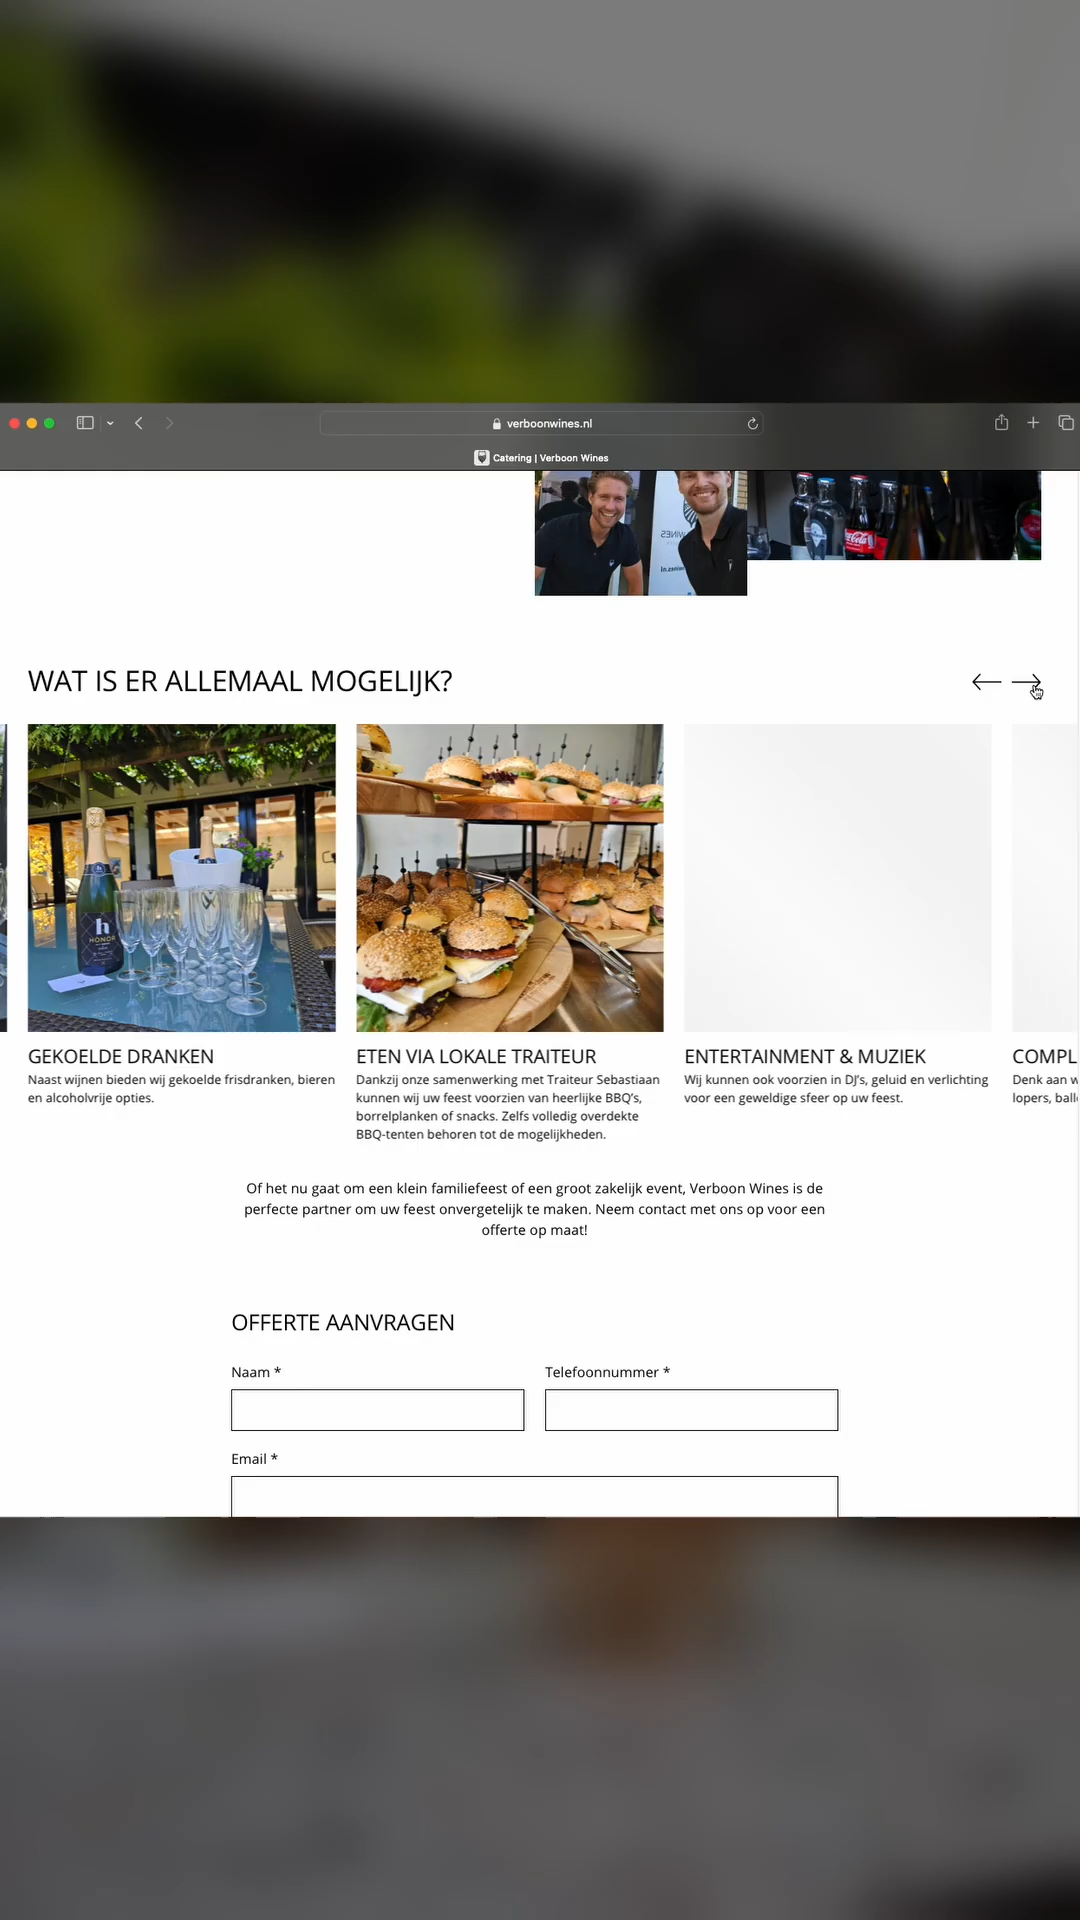 verboonwines.nl
Catering | Verboon Wines
Coca-Cola
WAT IS ER ALLEMAAL MOGELIJK?
h
HONOR
GEKOELDE DRANKEN
Naast wijnen bieden wij gekoelde frisdranken, bieren
en alcoholvrije opties.
ETEN VIA LOKALE TRAITEUR
Dankzij onze samenwerking met Traiteur Sebastiaan
kunnen wij uw feest voorzien van heerlijke BBQ's,
borrelplanken of snacks. Zelfs volledig overdekte
BBQ-tenten behoren tot de mogelijkheden.
ENTERTAINMENT & MUZIEK
Wij kunnen ook voorzien in DJ's, geluid en verlichting
voor een geweldige sfeer op uw feest.
COMPL
Denk aan
lopers, ball
Of het nu gaat om een klein familiefeest of een groot zakelijk event, Verboon Wines is de
perfecte partner om uw feest onvergetelijk te maken. Neem contact met ons op voor een
offerte op maat!
OFFERTE AANVRAGEN
Naam *
Telefoonnummer *
Email *